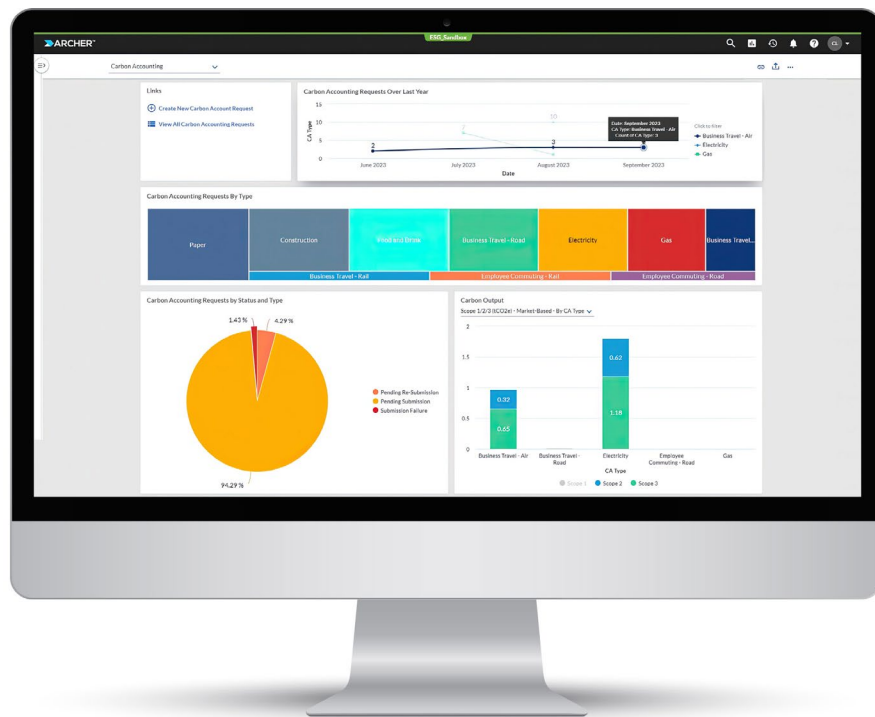 ESG_Sandbox
ARCHER™
CL
Carbon Accounting
Links
Create New Carbon Account Request
View All Carbon Accounting Requests
Carbon Accounting Requests Over Last Year
CA Type
15
10
5
0
2
7
10
3
Date: September 2023
CA Type: Business Travel - Air
Count of CA Type: 3
June 2023
July 2023
August 2023
September 2023
Date
Click to filter
Business Travel - Air
Electricity
Gas
Carbon Accounting Requests By Type
Paper
Construction
Food and Drink
Business Travel - Road
Electricity
Gas
Business Travel...
Business Travel - Rail
Employee Commuting - Rail
Employee Commuting - Road
Carbon Accounting Requests by Status and Type
1.43 %
4.29 %
94.29 %
Pending Re-Submission
Pending Submission
Submission Failure
Carbon Output
Scope 1/2/3 (tCO2e) - Market-Based - By CA Type
2
1.5
1
0.5
0
0.32
0.65
0.62
1.18
Business Travel - Air
Business Travel -
Road
Electricity
Employee
Commuting - Road
Gas
CA Type
Scope 1
Scope 2
Scope 3